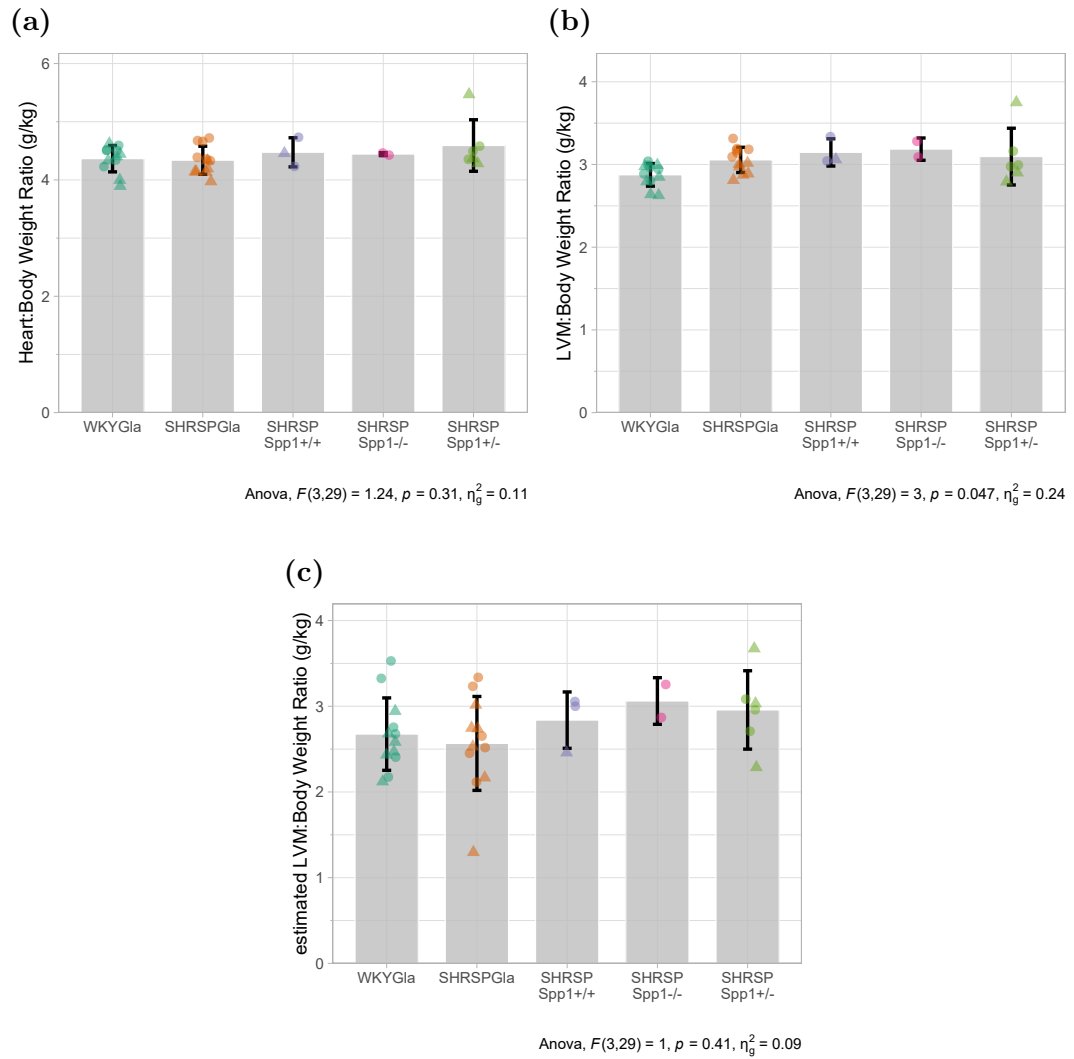 (a)
Heart:Body Weight Ratio (g/kg)
6
4
2
0
WKYGla SHRSPGla SHRSP SHRSP SHRSP
Spp1+/+ Spp1-/- Spp1+/-
Anova, F(3,29) = 1.24, p = 0.31, η²g = 0.11
(b)
LVM:Body Weight Ratio (g/kg)
4
3
2
1
0
WKYGla SHRSPGla SHRSP SHRSP SHRSP
Spp1+/+ Spp1-/- Spp1+/-
Anova, F(3,29) = 3, p = 0.047, η²g = 0.24
(c)
estimated LVM:Body Weight Ratio (g/kg)
4
3
2
1
0
WKYGla SHRSPGla SHRSP SHRSP SHRSP
Spp1+/+ Spp1-/- Spp1+/-
Anova, F(3,29) = 1, p = 0.41, η²g = 0.09